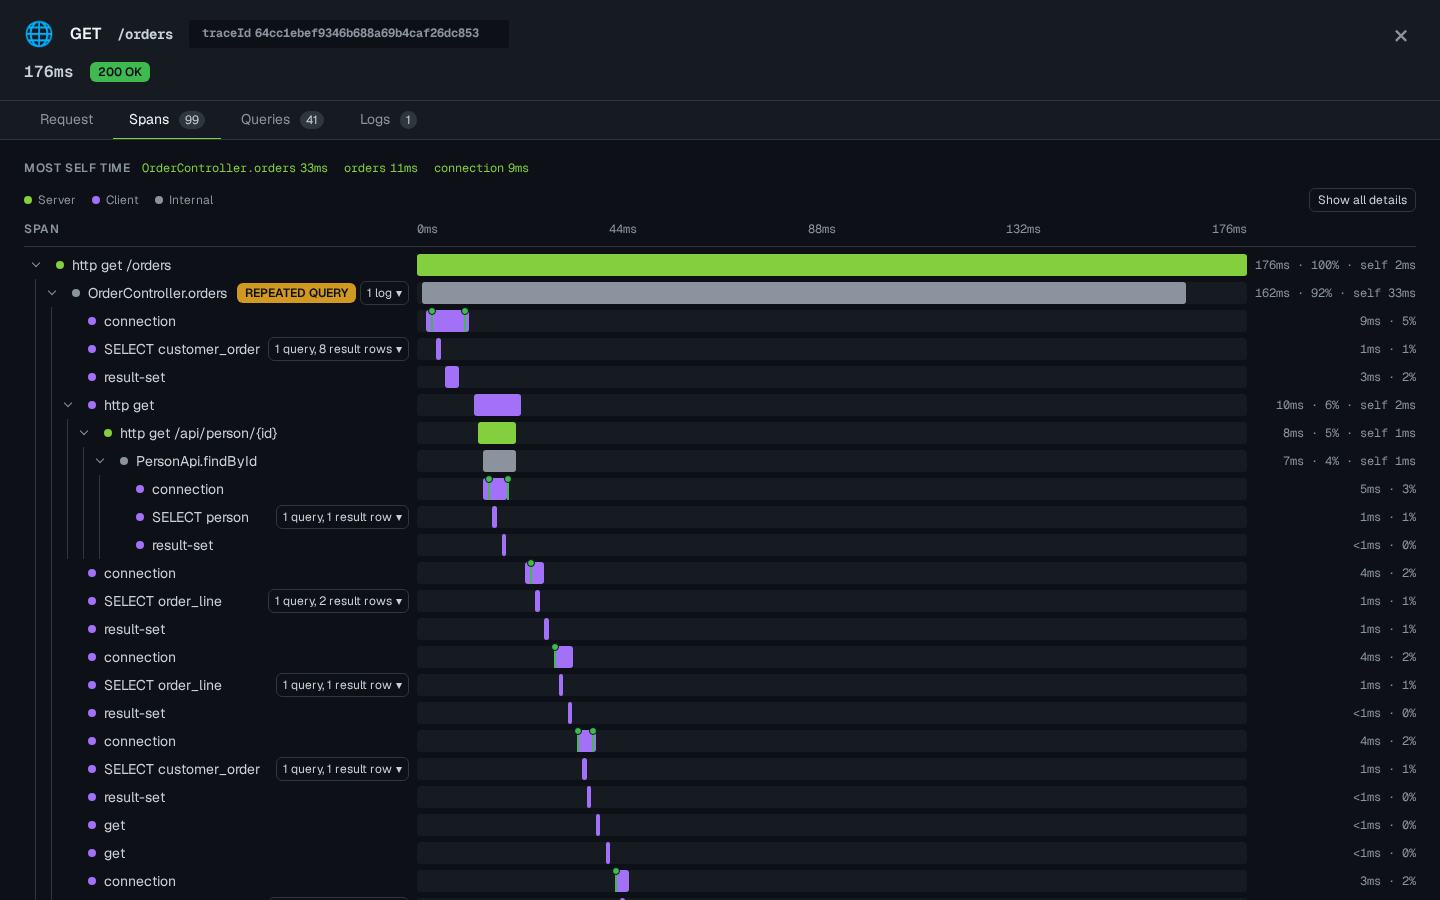 GET /orders traceId 64cc1ebef9346b688a69b4caf26dc853
176ms 200 OK
Request Spans 99 Queries 41 Logs 1
MOST SELF TIME OrderController.orders 33ms orders 11ms connection 9ms
Server Client Internal Show all details
SPAN 0ms 44ms 88ms 132ms 176ms
http get /orders 176ms · 100% · self 2ms
OrderController.orders REPEATED QUERY 1 log ▾ 162ms · 92% · self 33ms
connection 9ms · 5%
SELECT customer_order 1 query, 8 result rows ▾ 1ms · 1%
result-set 3ms · 2%
http get 10ms · 6% · self 2ms
http get /api/person/{id} 8ms · 5% · self 1ms
PersonApi.findById 7ms · 4% · self 1ms
connection 5ms · 3%
SELECT person 1 query, 1 result row ▾ 1ms · 1%
result-set <1ms · 0%
connection 4ms · 2%
SELECT order_line 1 query, 2 result rows ▾ 1ms · 1%
result-set 1ms · 1%
connection 4ms · 2%
SELECT order_line 1 query, 1 result row ▾ 1ms · 1%
result-set <1ms · 0%
connection 4ms · 2%
SELECT customer_order 1 query, 1 result row ▾ 1ms · 1%
result-set <1ms · 0%
get <1ms · 0%
get <1ms · 0%
connection 3ms · 2%